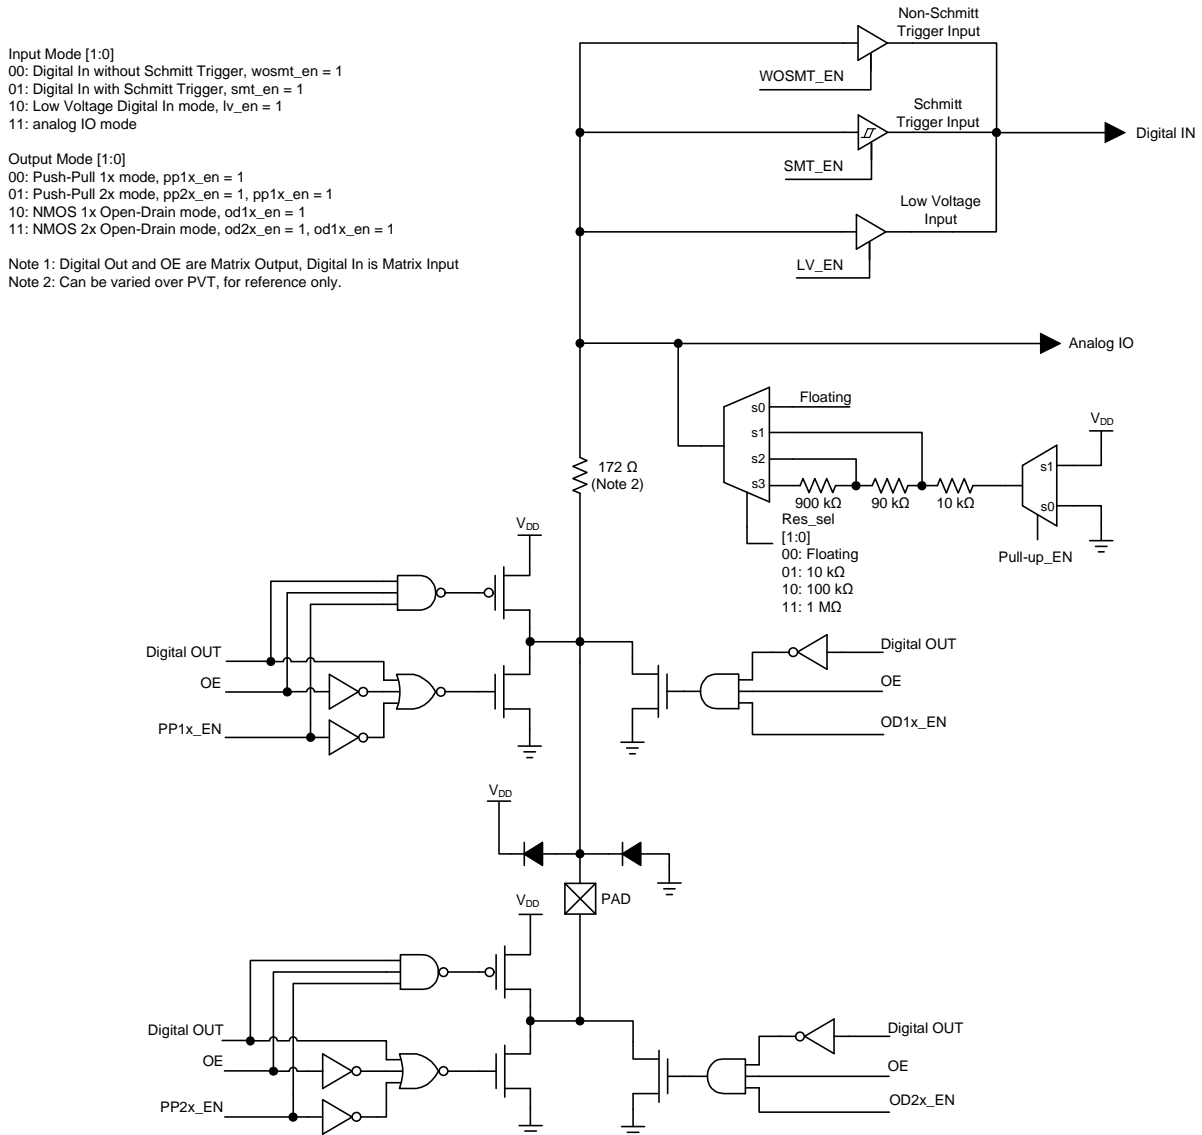 Input Mode [1:0]
00: Digital In without Schmitt Trigger, wosmt_en = 1
01: Digital In with Schmitt Trigger, smt_en = 1
10: Low Voltage Digital In mode, lv_en = 1
11: analog IO mode
Output Mode [1:0]
00: Push-Pull 1x mode, pp1x_en = 1
01: Push-Pull 2x mode, pp2x_en = 1, pp1x_en = 1
10: NMOS 1x Open-Drain mode, od1x_en = 1
11: NMOS 2x Open-Drain mode, od2x_en = 1, od1x_en = 1
Note 1: Digital Out and OE are Matrix Output, Digital In is Matrix Input
Note 2: Can be varied over PVT, for reference only.
Non-Schmitt
Trigger Input
WOSMT_EN
Schmitt
Trigger Input
SMT_EN
Digital IN
Low Voltage
Input
LV_EN
Analog IO
Floating
s0
s1
s2
s3
900 kΩ
90 kΩ
10 kΩ
VDD
s1
s0
Pull-up_EN
Res_sel
[1:0]
00: Floating
01: 10 kΩ
10: 100 kΩ
11: 1 MΩ
172 Ω
(Note 2)
VDD
Digital OUT
OE
PP1x_EN
Digital OUT
OE
OD1x_EN
VDD
PAD
VDD
Digital OUT
OE
PP2x_EN
Digital OUT
OE
OD2x_EN